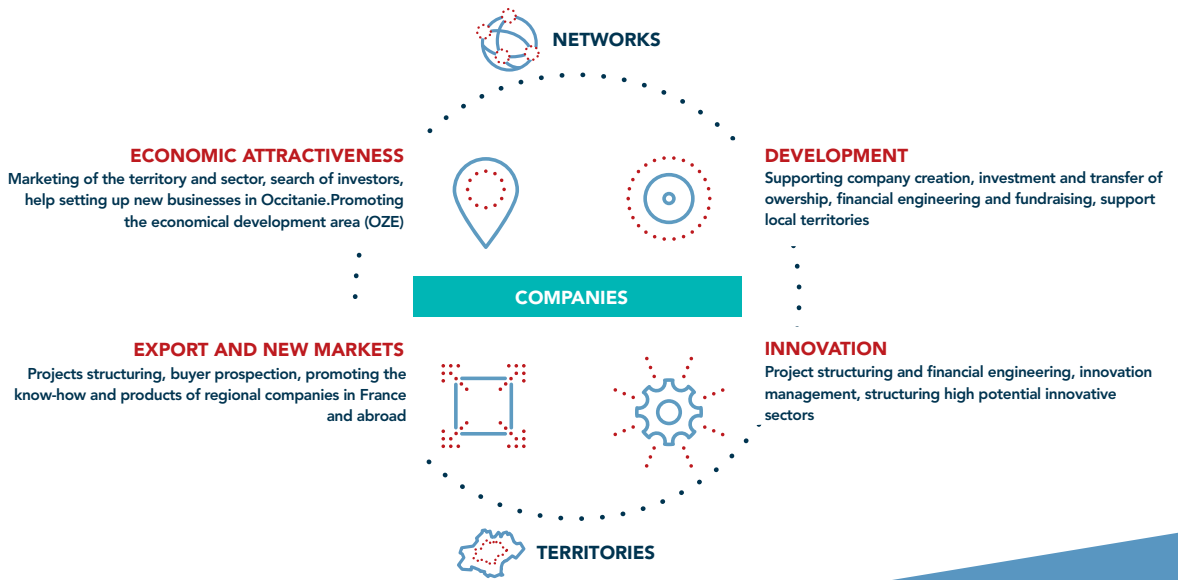 NETWORKS
ECONOMIC ATTRACTIVENESS
Marketing of the territory and sector, search of investors,
help setting up new businesses in Occitanie.Promoting
the economical development area (OZE)
DEVELOPMENT
Supporting company creation, investment and transfer of
owership, financial engineering and fundraising, support
local territories
COMPANIES
EXPORT AND NEW MARKETS
Projects structuring, buyer prospection, promoting the
know-how and products of regional companies in France
and abroad
INNOVATION
Project structuring and financial engineering, innovation
management, structuring high potential innovative
sectors
TERRITORIES